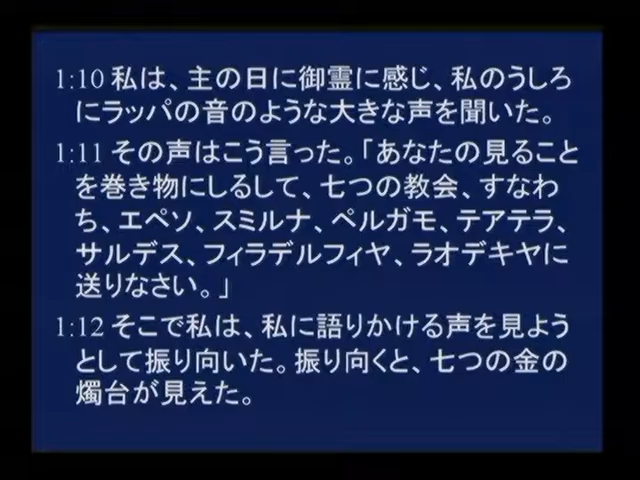 1:10 私は、主の日に御霊に感じ、私のうしろ
にラッパの音のような大きな声を聞いた。
1:11 その声はこう言った。「あなたの見ること
を巻き物にしるして、七つの教会、すなわ
ち、エペソ、スミルナ、ペルガモ、テアテラ、
サルデス、フィラデルフィヤ、ラオデキヤに
送りなさい。」
1:12 そこで私は、私に語りかける声を見よう
として振り向いた。振り向くと、七つの金の
燭台が見えた。